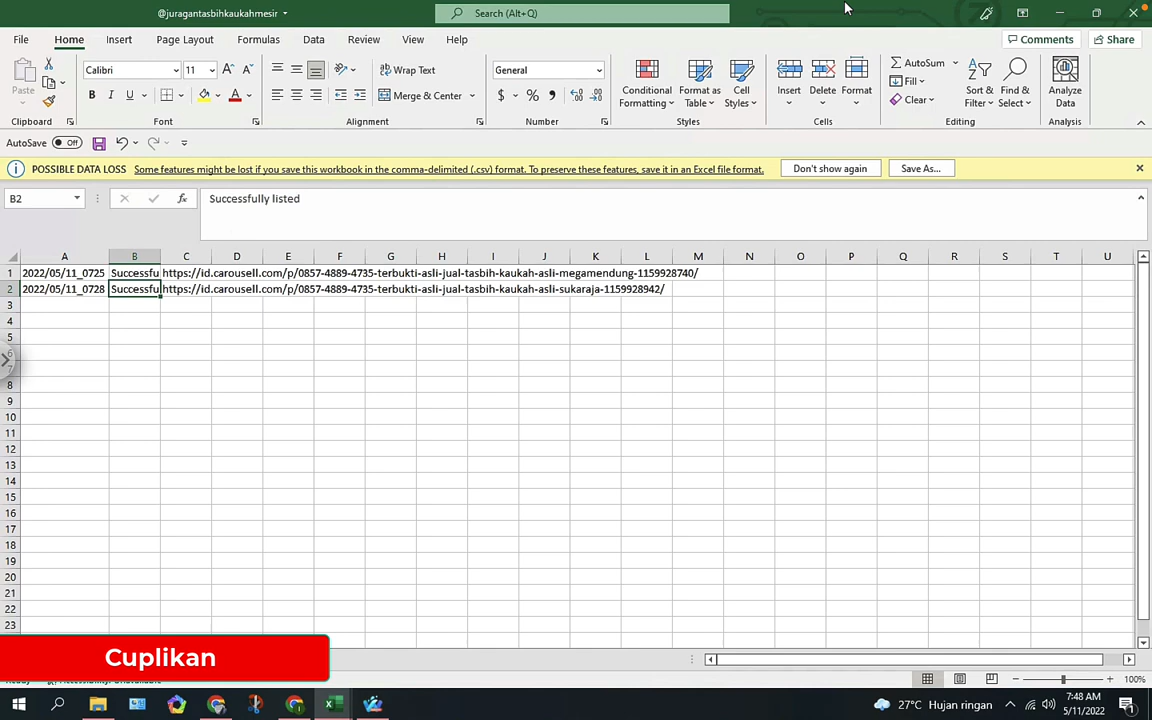 @juragantasbihkaukahmesir
Search (Alt+Q)
File Home Insert Page Layout Formulas Data Review View Help Comments Share
Paste
Clipboard
Calibri 11
B I U
Font
Wrap Text
Merge & Center
Alignment
General
$ %
Number
Conditional Formatting
Format as Table
Cell Styles
Styles
Insert Delete Format
Cells
AutoSum
Fill
Clear
Sort & Filter
Find & Select
Editing
Analyze Data
Analysis
AutoSave Off
POSSIBLE DATA LOSS Some features might be lost if you save this workbook in the comma-delimited (.csv) format. To preserve these features, save it in an Excel file format. Don't show again Save As...
B2 fx Successfully listed
A B C D E F G H I J K L M N O P Q R S T U
1 2022/05/11_0725 Successfu https://id.carousell.com/p/0857-4889-4735-terbukti-asli-jual-tasbih-kaukah-asli-megamendung-1159928740/
2 2022/05/11_0728 Successfu https://id.carousell.com/p/0857-4889-4735-terbukti-asli-jual-tasbih-kaukah-asli-sukaraja-1159928942/
3
4
5
6
7
8
9
10
11
12
13
14
15
16
17
18
19
20
21
22
23
Cuplikan
100%
27°C Hujan ringan
7:48 AM
5/11/2022
1